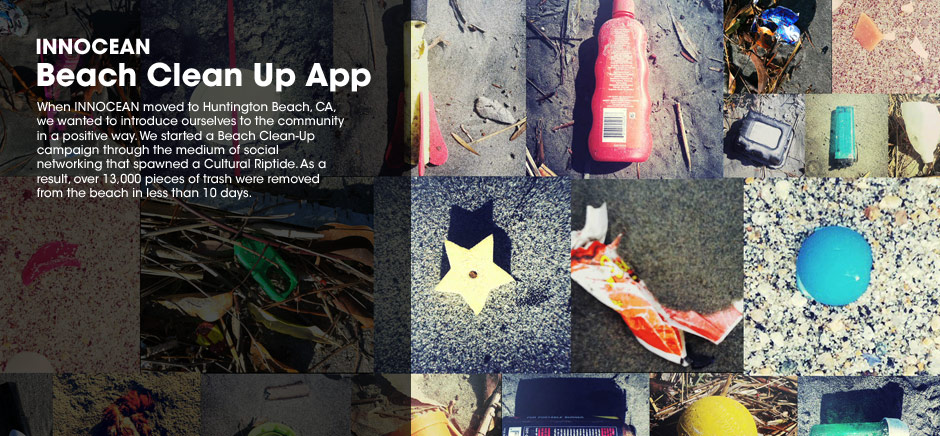 INNOCEAN
Beach Clean Up App
When INNOCEAN moved to Huntington Beach, CA,
we wanted to introduce ourselves to the community
in a positive way. We started a Beach Clean-Up
campaign through the medium of social
networking that spawned a Cultural Riptide. As a
result, over 13,000 pieces of trash were removed
from the beach in less than 10 days.